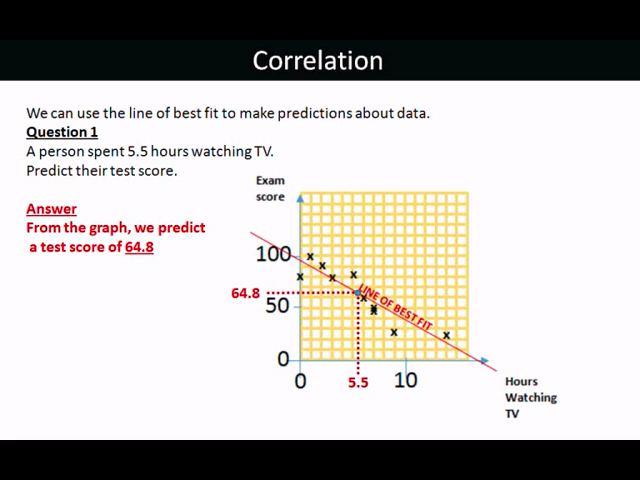 Correlation
We can use the line of best fit to make predictions about data.
Question 1
A person spent 5.5 hours watching TV.
Predict their test score.
Answer
From the graph, we predict
a test score of 64.8
Exam
score
100
64.8
50
0
LINE OF BEST FIT
0
5.5
10
Hours
Watching
TV